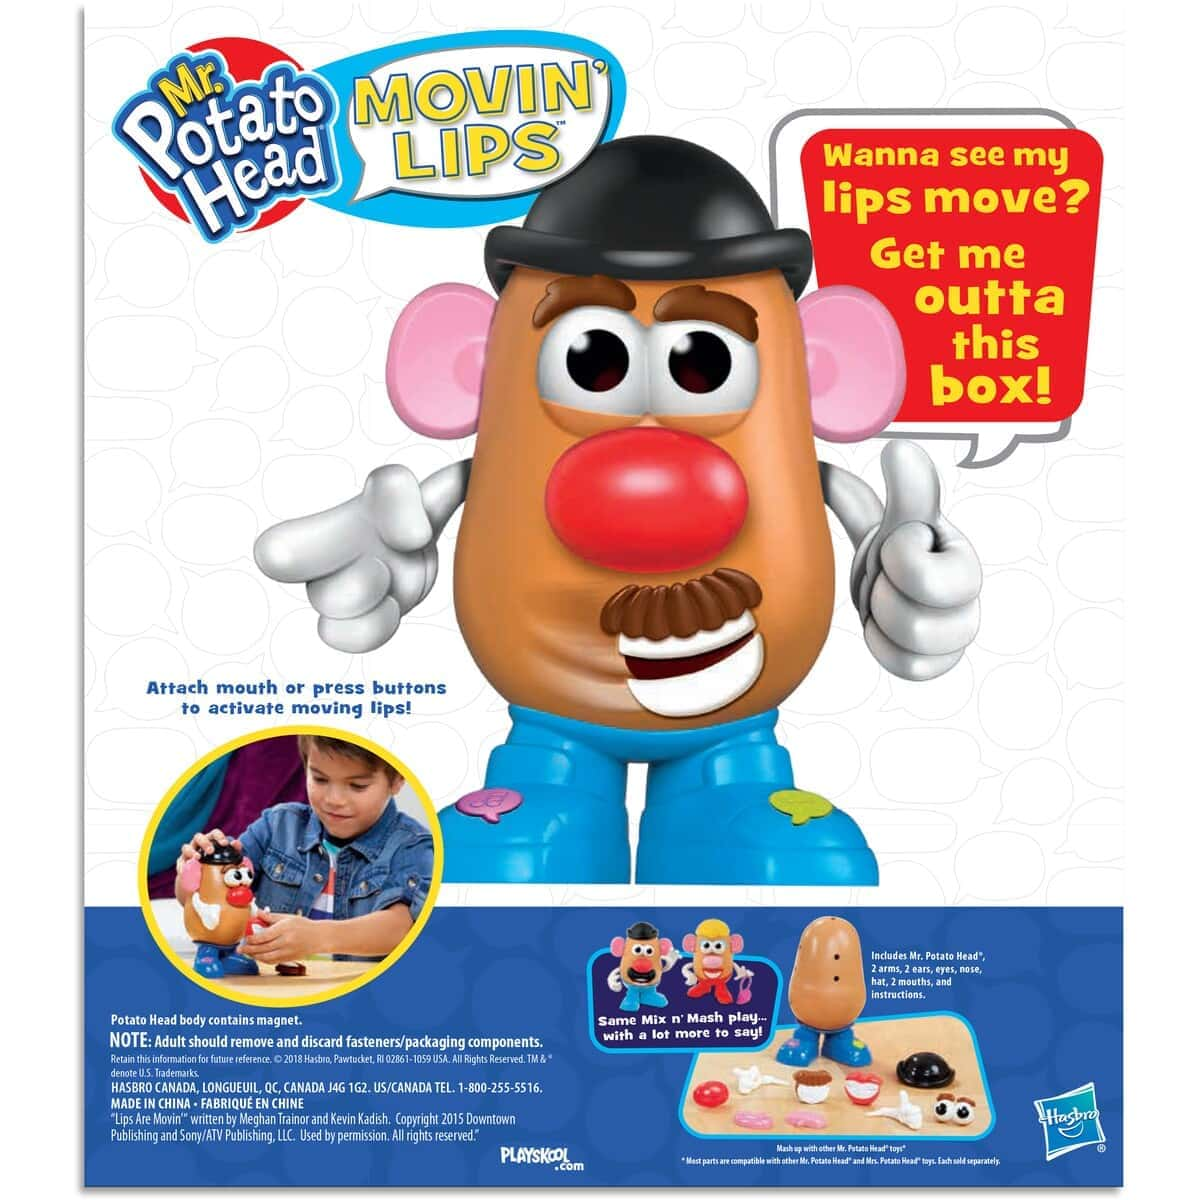 Mr.
Potato
Head
MOVIN'
LIPS™
Wanna see my
lips move?
Get me
outta
this
box!
Attach mouth or press buttons
to activate moving lips!
Potato Head body contains magnet.
NOTE: Adult should remove and discard fasteners/packaging components.
Retain this information for future reference. © 2018 Hasbro, Pawtucket, RI 02861-1059 USA. All Rights Reserved. TM & ®
denote U.S. Trademarks.
HASBRO CANADA, LONGUEUIL, QC, CANADA J4G 1G2. US/CANADA TEL. 1-800-255-5516.
MADE IN CHINA • FABRIQUÉ EN CHINE
"Lips Are Movin'" written by Meghan Trainor and Kevin Kadish. Copyright 2015 Downtown
Publishing and Sony/ATV Publishing, LLC. Used by permission. All rights reserved."
PLAYSKOOL
.com
Same Mix n' Mash play...
with a lot more to say!
Includes Mr. Potato Head®,
2 arms, 2 ears, eyes, nose,
hat, 2 mouths, and
instructions.
Mash up with other Mr. Potato Head® toys*
* Most parts are compatible with other Mr. Potato Head® and Mrs. Potato Head® toys. Each sold separately.
Hasbro
®